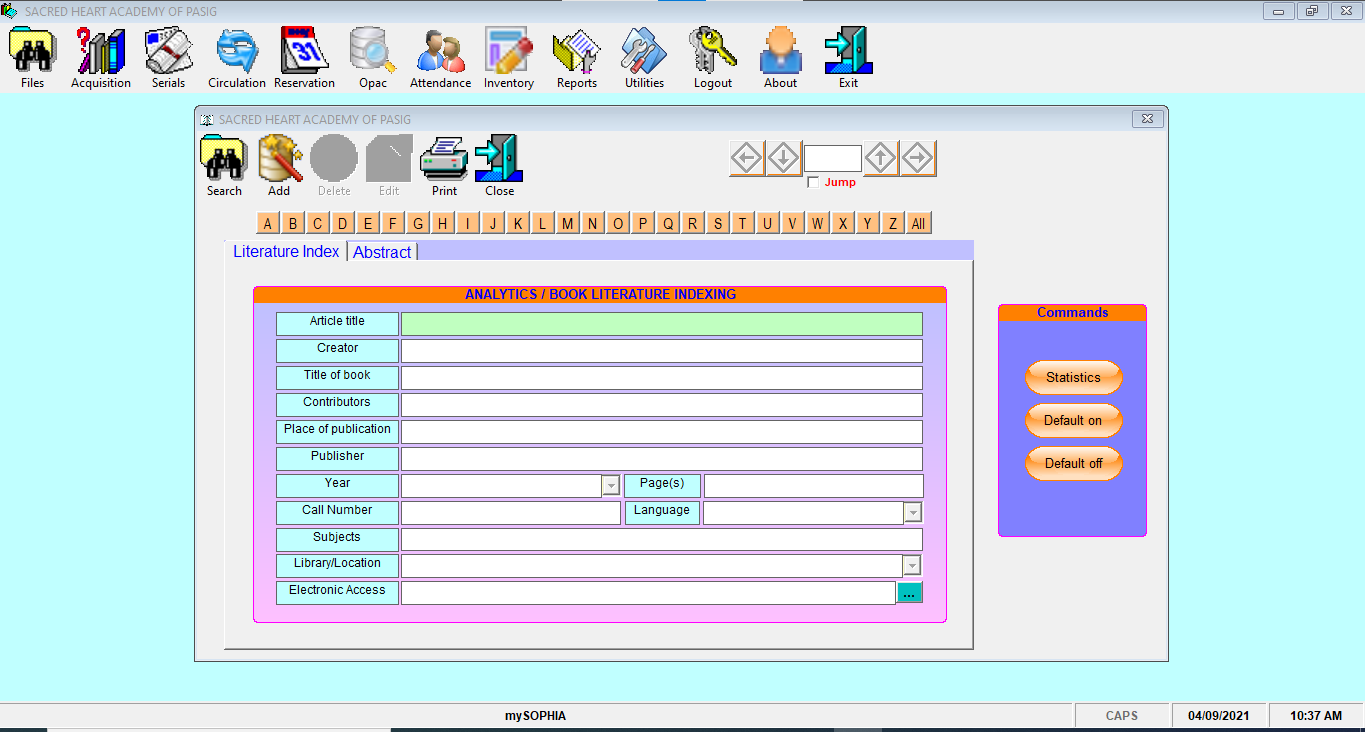 SACRED HEART ACADEMY OF PASIG
Files Acquisition Serials Circulation Reservation Opac Attendance Inventory Reports Utilities Logout About Exit
SACRED HEART ACADEMY OF PASIG
Search Add Delete Edit Print Close
Jump
A B C D E F G H I J K L M N O P Q R S T U V W X Y Z All
Literature Index Abstract
ANALYTICS / BOOK LITERATURE INDEXING
Article title
Creator
Title of book
Contributors
Place of publication
Publisher
Year Page(s)
Call Number Language
Subjects
Library/Location
Electronic Access ...
Commands
Statistics
Default on
Default off
mySOPHIA CAPS 04/09/2021 10:37 AM